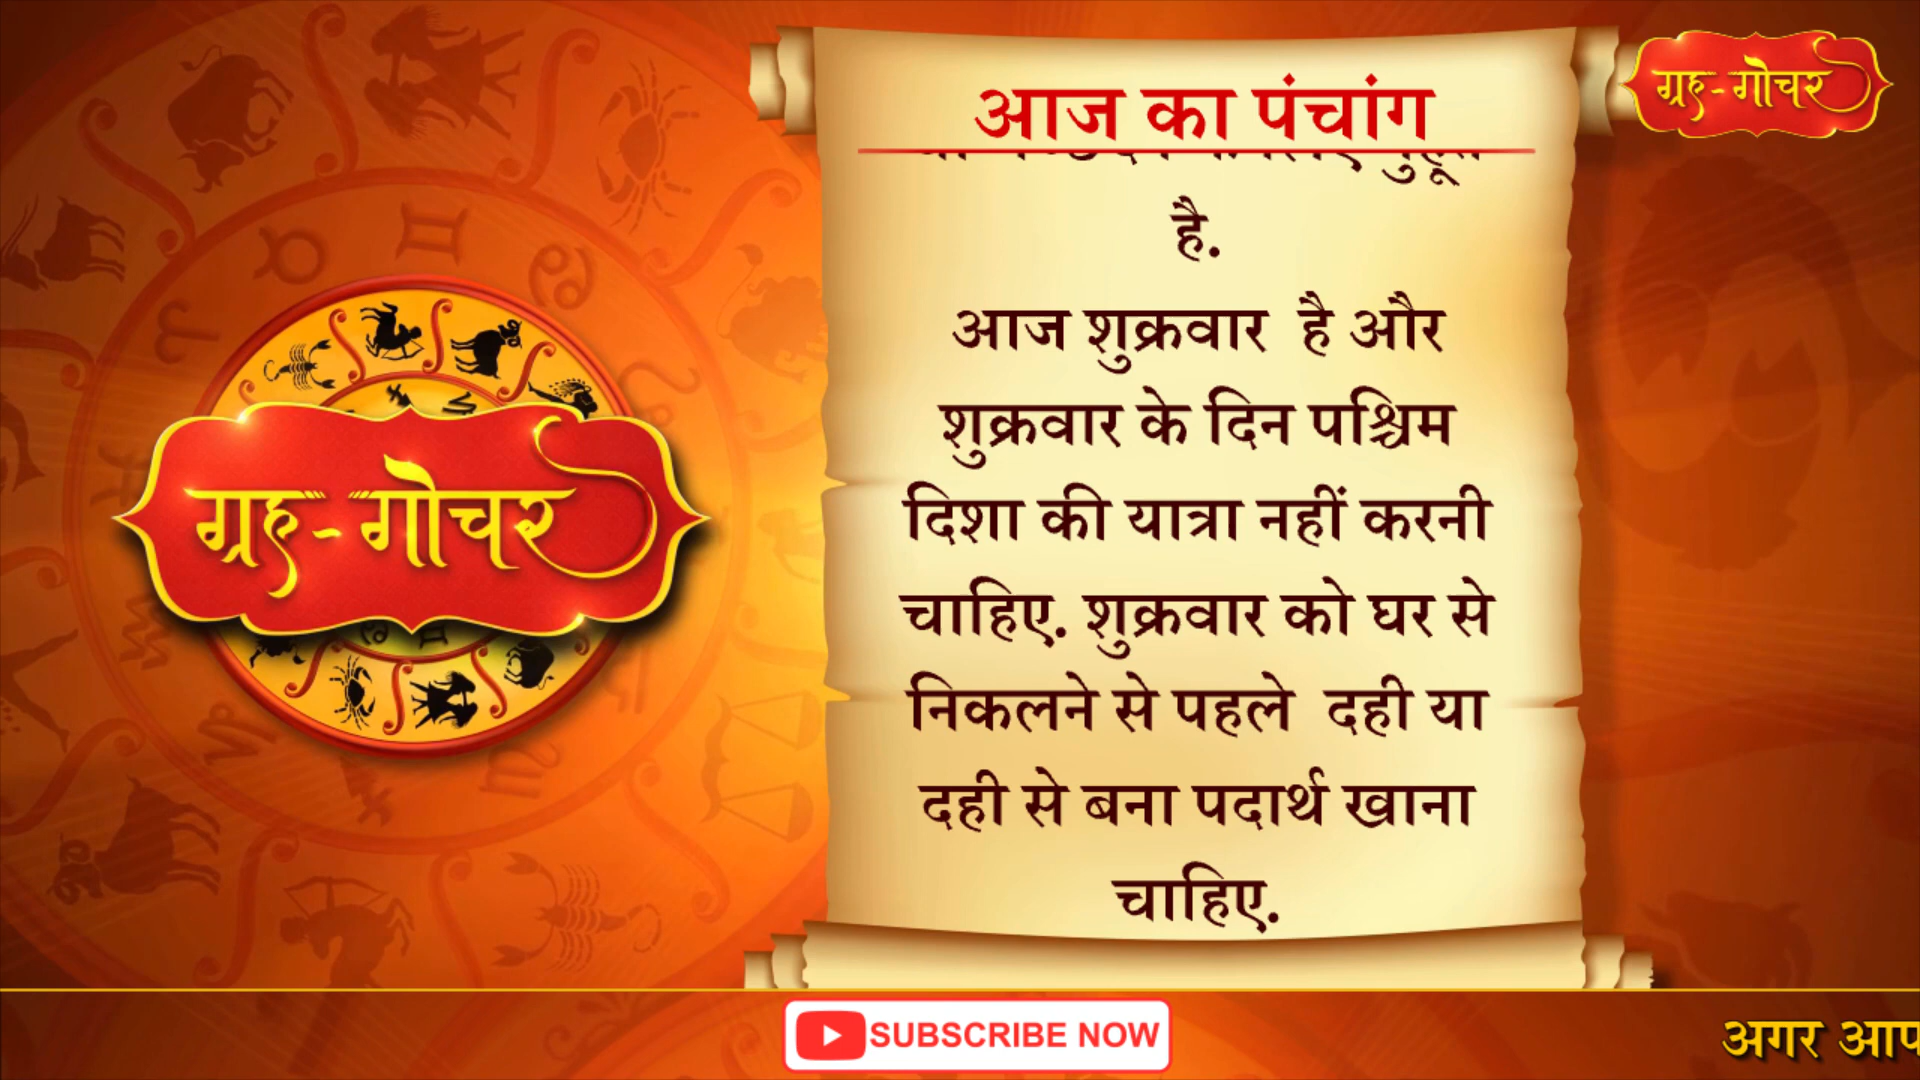 आज का पंचांग
ग्रह-गोचर
है.
आज शुक्रवार है और
शुक्रवार के दिन पश्चिम
दिशा की यात्रा नहीं करनी
चाहिए. शुक्रवार को घर से
निकलने से पहले दही या
दही से बना पदार्थ खाना
चाहिए.
ग्रह-गोचर
SUBSCRIBE NOW
अगर आप